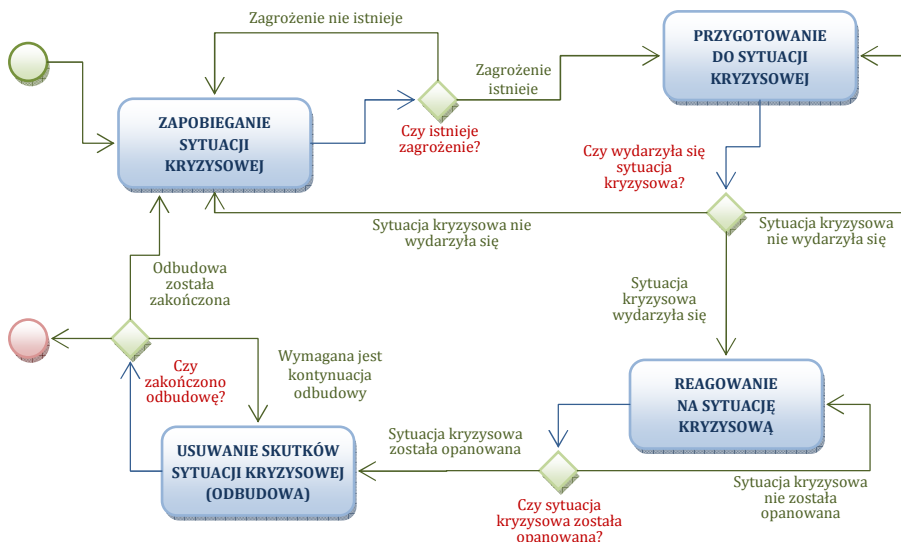 Zagrożenie nie istnieje
PRZYGOTOWANIE
DO SYTUACJI
KRYZYSOWEJ
Zagrożenie
istnieje
ZAPOBIEGANIE
SYTUACJI
KRYZYSOWEJ
Czy istnieje
zagrożenie?
Czy wydarzyła się
sytuacja
kryzysowa?
Sytuacja kryzysowa nie
wydarzyła się
Sytuacja kryzysowa
nie wydarzyła się
Odbudowa
została
zakończona
Sytuacja
kryzysowa
wydarzyła się
Czy
zakończono
odbudowę?
Wymagana jest
kontynuacja
odbudowy
REAGOWANIE
NA SYTUACJĘ
KRYZYSOWĄ
USUWANIE SKUTKÓW
SYTUACJI KRYZYSOWEJ
(ODBUDOWA)
Sytuacja kryzysowa
została opanowana
Czy sytuacja
kryzysowa została
opanowana?
Sytuacja kryzysowa
nie została
opanowana